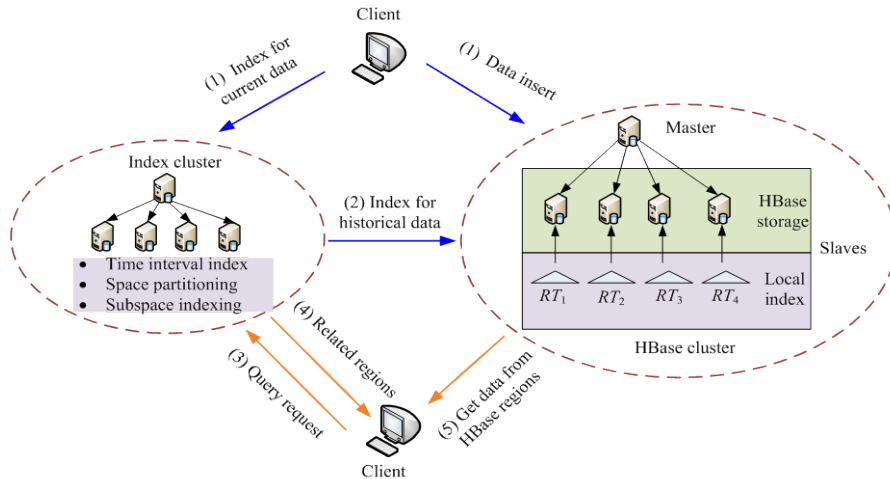 Client
(1) Index for
current data
(1) Data insert
Index cluster
• Time interval index
• Space partitioning
• Subspace indexing
(2) Index for
historical data
Master
HBase
storage
Slaves
RT1
RT2
RT3
RT4
Local
index
HBase cluster
(4) Related regions
(3) Query request
(5) Get data from
HBase regions
Client